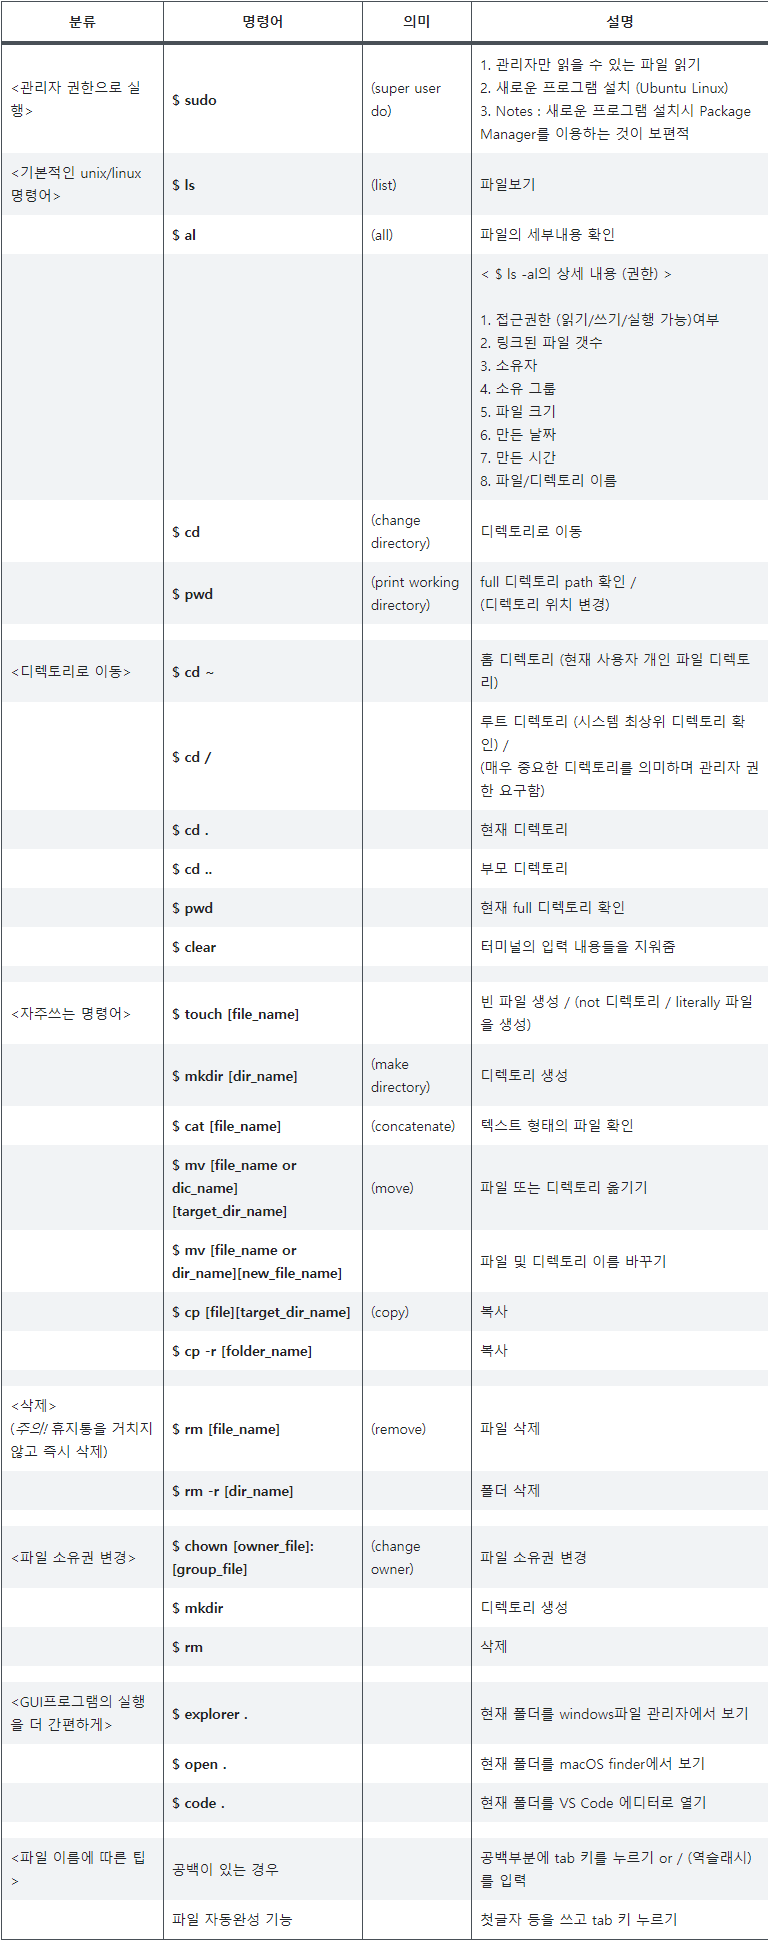 분류 명령어 의미 설명
<관리자 권한으로 실
행>
$ sudo
(super user
do)
1. 관리자만 읽을 수 있는 파일 읽기
2. 새로운 프로그램 설치 (Ubuntu Linux)
3. Notes : 새로운 프로그램 설치시 Package
Manager를 이용하는 것이 보편적
<기본적인 unix/linux
명령어>
$ ls
(list)
파일보기
$ al
(all)
파일의 세부내용 확인
< $ ls -al의 상세 내용 (권한) >
1. 접근권한 (읽기/쓰기/실행 가능)여부
2. 링크된 파일 갯수
3. 소유자
4. 소유 그룹
5. 파일 크기
6. 만든 날짜
7. 만든 시간
8. 파일/디렉토리 이름
$ cd
(change
directory)
디렉토리로 이동
$ pwd
(print working
directory)
full 디렉토리 path 확인 /
(디렉토리 위치 변경)
<디렉토리로 이동>
$ cd ~
홈 디렉토리 (현재 사용자 개인 파일 디렉토
리)
$ cd /
루트 디렉토리 (시스템 최상위 디렉토리 확
인) /
(매우 중요한 디렉토리를 의미하며 관리자 권
한 요구함)
$ cd .
현재 디렉토리
$ cd ..
부모 디렉토리
$ pwd
현재 full 디렉토리 확인
$ clear
터미널의 입력 내용들을 지워줌
<자주쓰는 명령어>
$ touch [file_name]
빈 파일 생성 / (not 디렉토리 / literally 파일
을 생성)
$ mkdir [dir_name]
(make
directory)
디렉토리 생성
$ cat [file_name]
(concatenate)
텍스트 형태의 파일 확인
$ mv [file_name or
dic_name]
[target_dir_name]
(move)
파일 또는 디렉토리 옮기기
$ mv [file_name or
dir_name][new_file_name]
파일 및 디렉토리 이름 바꾸기
$ cp [file][target_dir_name]
(copy)
복사
$ cp -r [folder_name]
복사
<삭제>
(주의! 휴지통을 거치지
않고 즉시 삭제)
$ rm [file_name]
(remove)
파일 삭제
$ rm -r [dir_name]
폴더 삭제
<파일 소유권 변경>
$ chown [owner_file]:
[group_file]
(change
owner)
파일 소유권 변경
$ mkdir
디렉토리 생성
$ rm
삭제
<GUI프로그램의 실행
을 더 간편하게>
$ explorer .
현재 폴더를 windows파일 관리자에서 보기
$ open .
현재 폴더를 macOS finder에서 보기
$ code .
현재 폴더를 VS Code 에디터로 열기
<파일 이름에 따른 팁
>
공백이 있는 경우
공백부분에 tab 키를 누르기 or / (역슬래시)
를 입력
파일 자동완성 기능
첫글자 등을 쓰고 tab 키 누르기